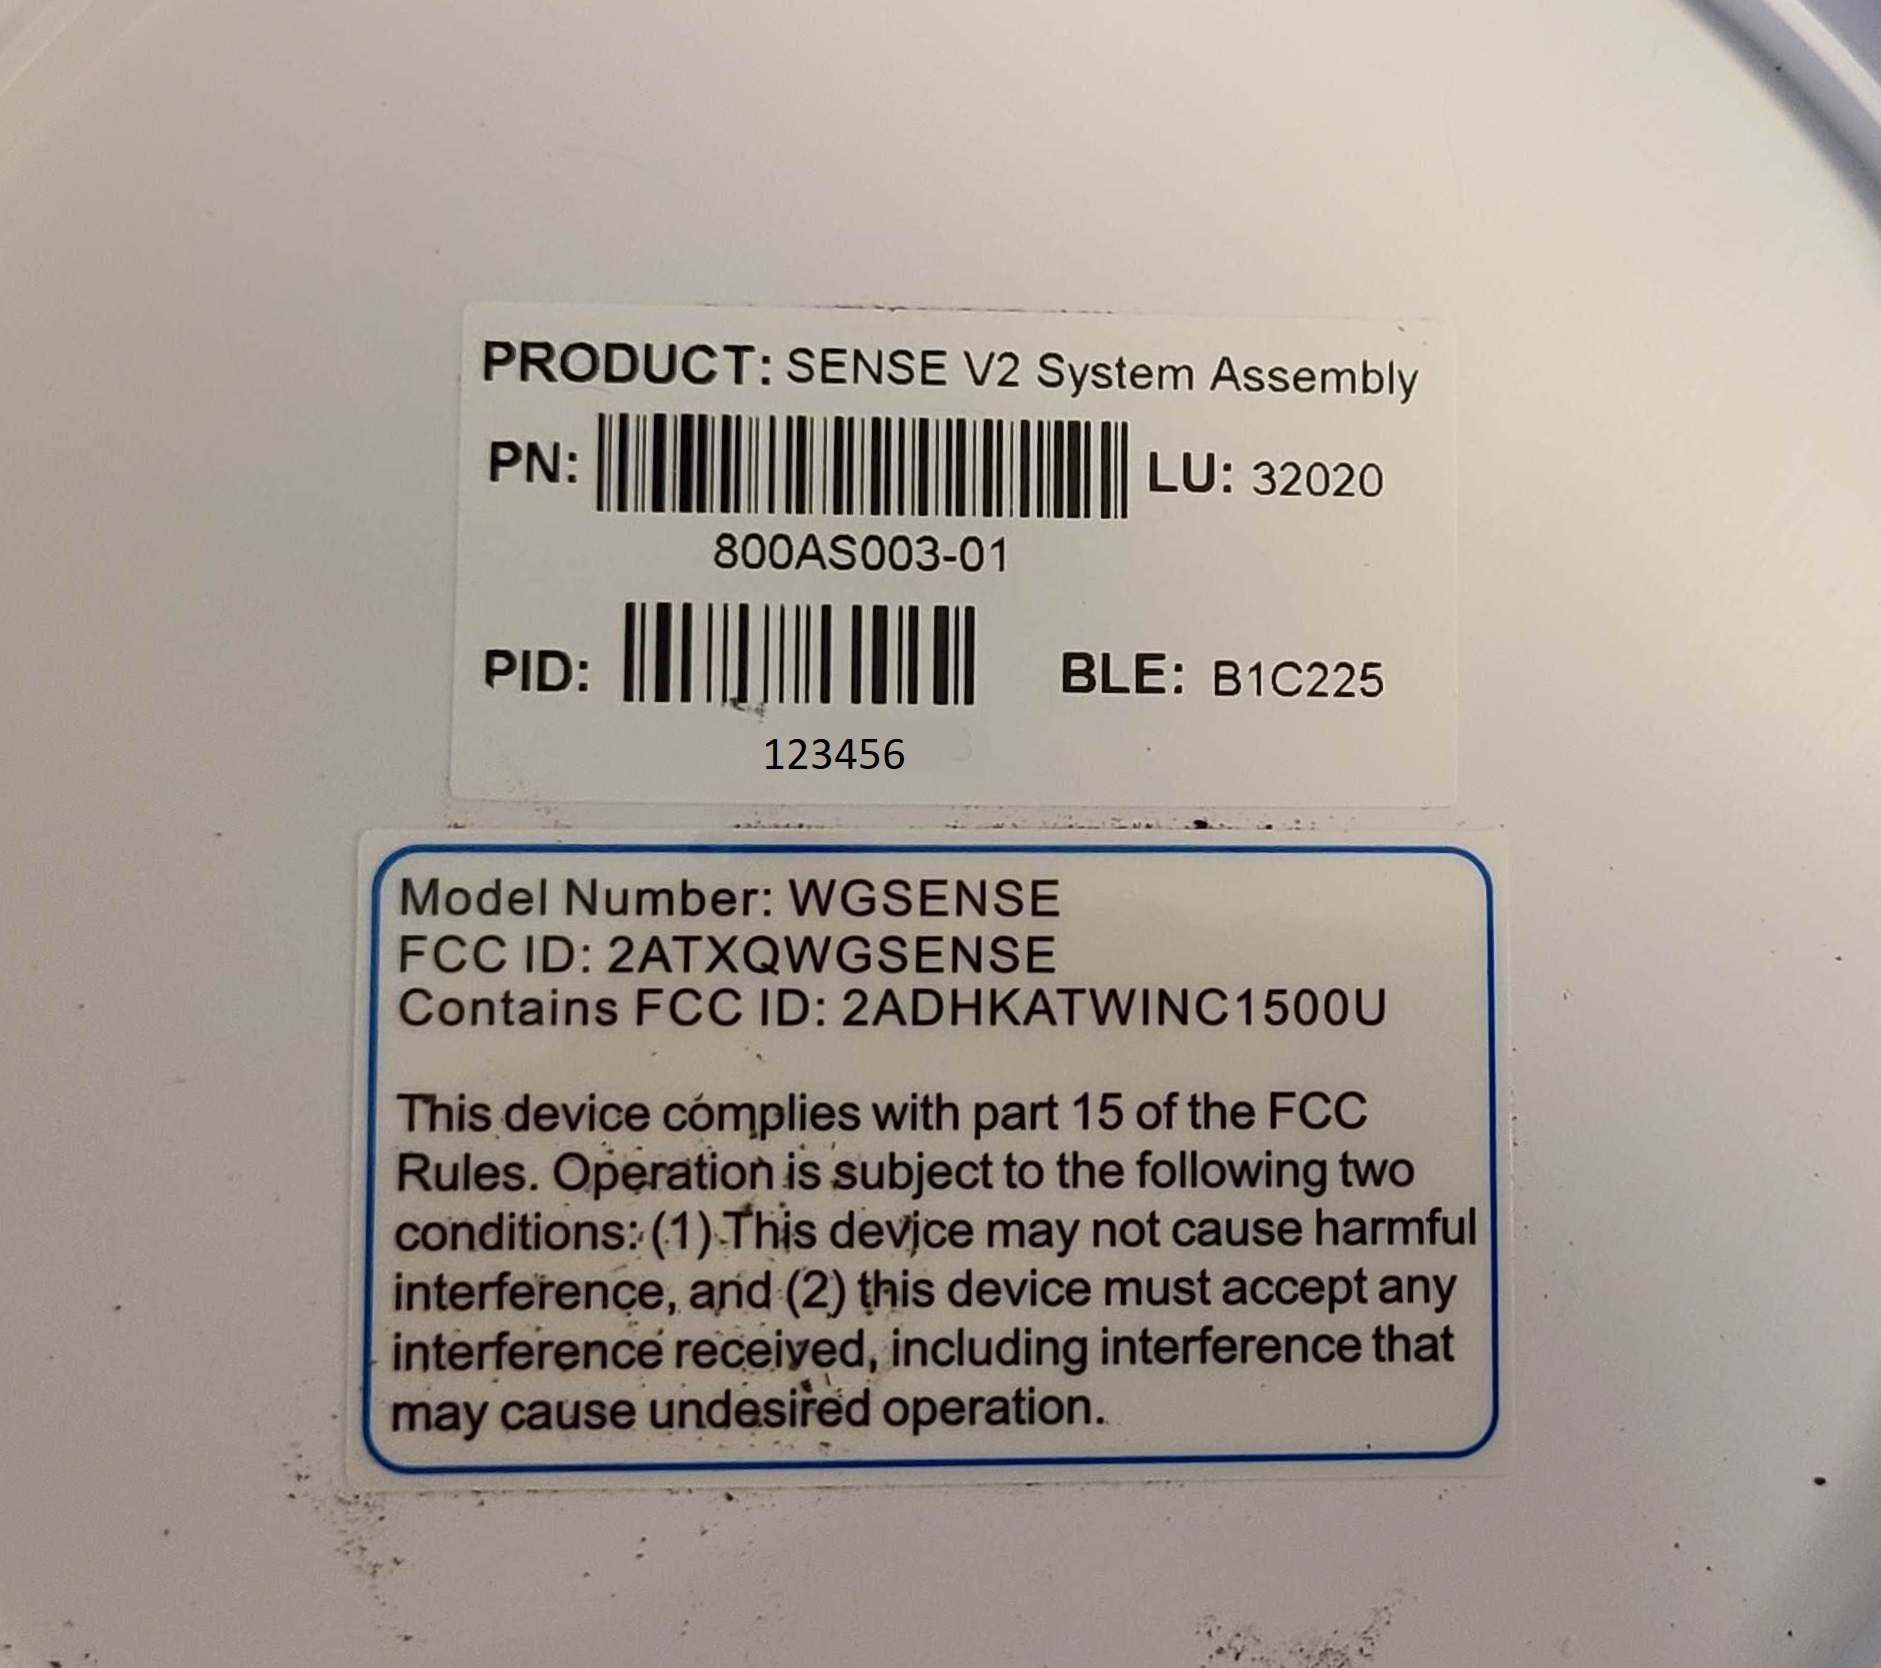 PRODUCT: SENSE V2 System Assembly
PN: LU: 32020
800AS003-01
PID: BLE: B1C225
123456
Model Number: WGSENSE
FCC ID: 2ATXQWGSENSE
Contains FCC ID: 2ADHKATWINC1500U
This device complies with part 15 of the FCC
Rules. Operation is subject to the following two
conditions: (1) This device may not cause harmful
interference, and (2) this device must accept any
interference received, including interference that
may cause undesired operation.